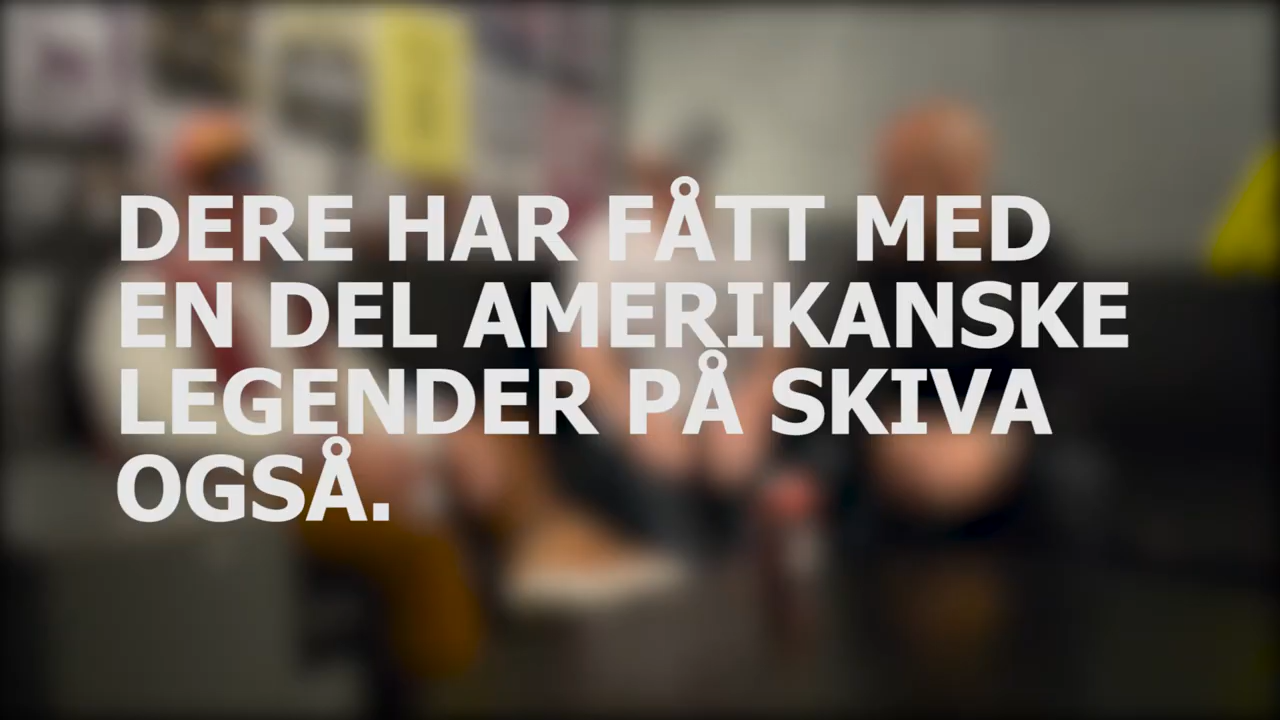 DERE HAR FÅTT MED
EN DEL AMERIKANSKE
LEGENDER PÅ SKIVA
OGSÅ.